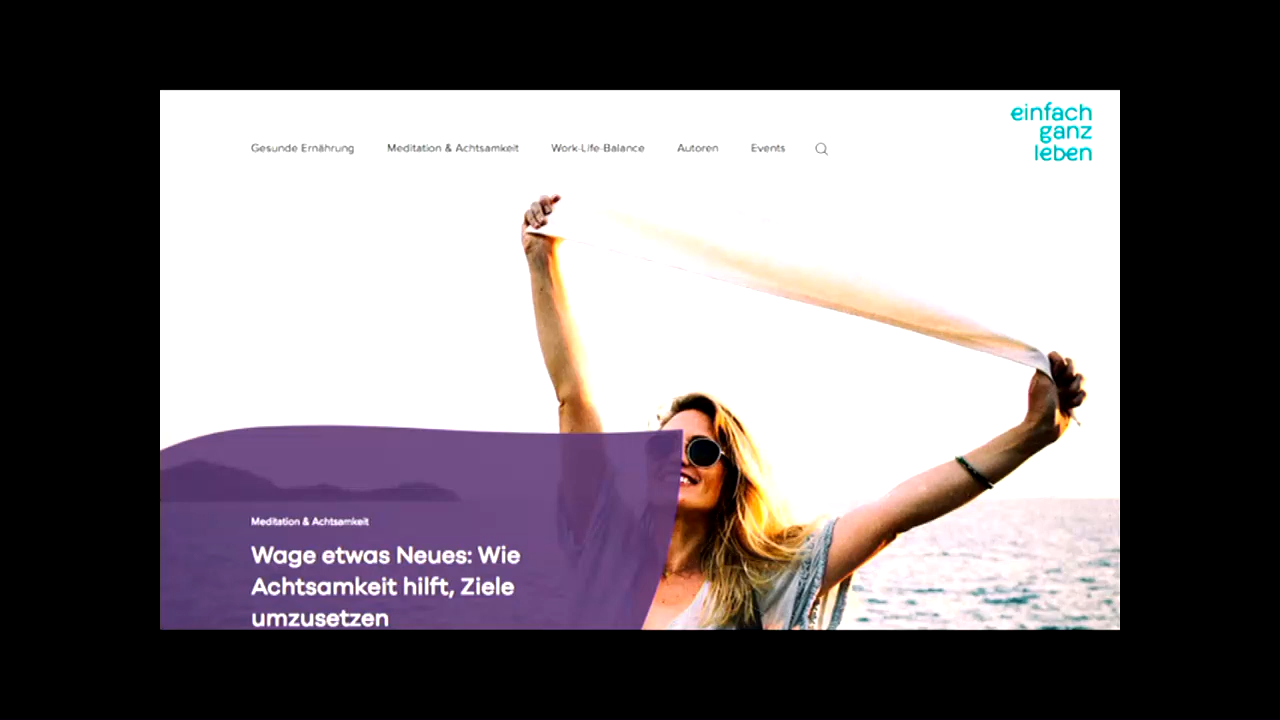 einfach
ganz
leben
Gesunde Ernährung
Meditation & Achtsamkeit
Work-Life-Balance
Autoren
Events
Meditation & Achtsamkeit
Wage etwas Neues: Wie
Achtsamkeit hilft, Ziele
umzusetzen